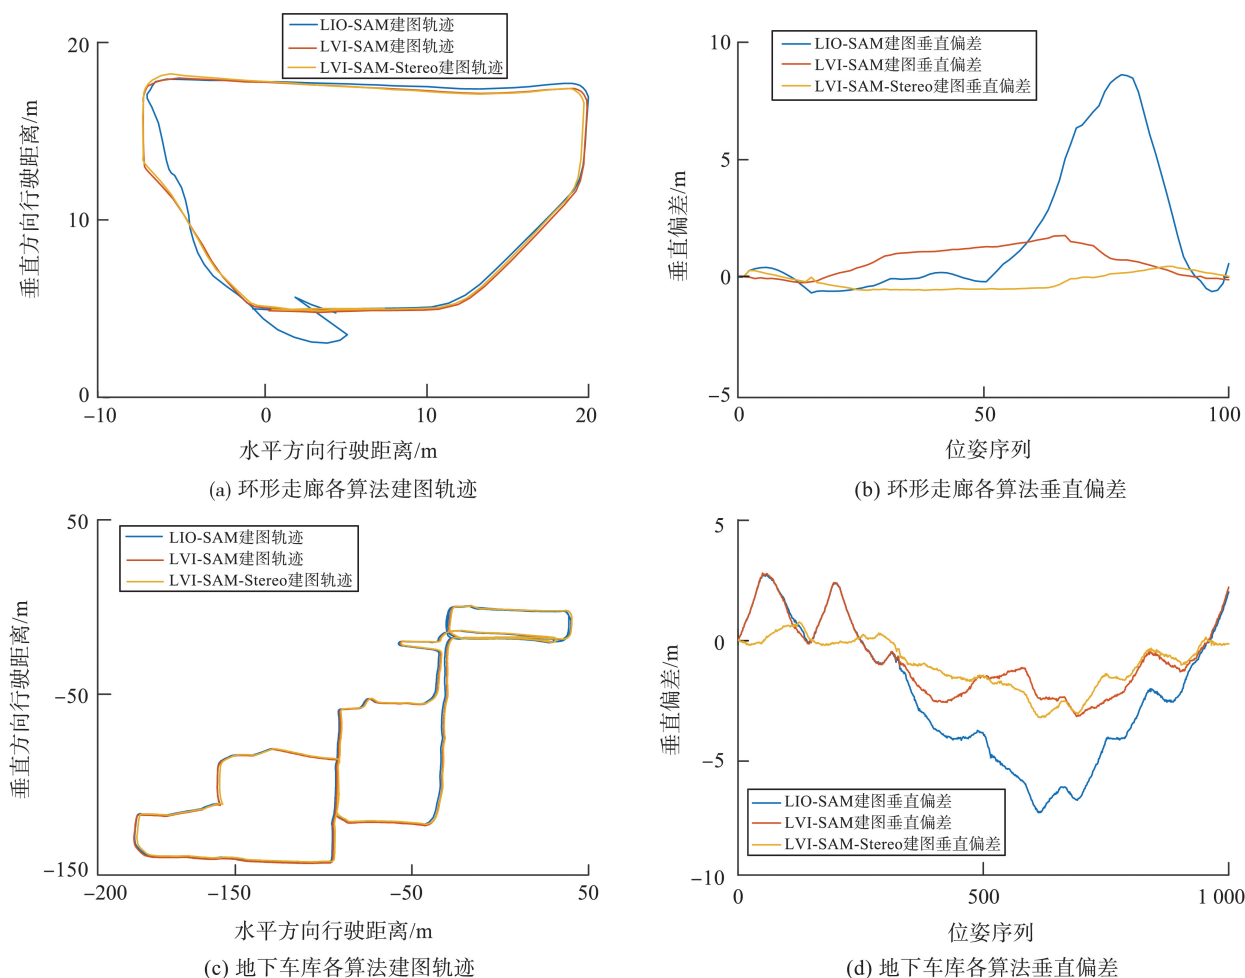 LIO-SAM建图轨迹
LVI-SAM建图轨迹
LVI-SAM-Stereo建图轨迹
20
10
0
垂直方向行驶距离/m
−10
0
10
20
水平方向行驶距离/m
(a) 环形走廊各算法建图轨迹
LIO-SAM建图垂直偏差
LVI-SAM建图垂直偏差
LVI-SAM-Stereo建图垂直偏差
10
5
0
−5
垂直偏差/m
0
50
100
位姿序列
(b) 环形走廊各算法垂直偏差
LIO-SAM建图轨迹
LVI-SAM建图轨迹
LVI-SAM-Stereo建图轨迹
50
−50
−150
垂直方向行驶距离/m
−200
−150
−50
50
水平方向行驶距离/m
(c) 地下车库各算法建图轨迹
5
0
−5
−10
垂直偏差/m
LIO-SAM建图垂直偏差
LVI-SAM建图垂直偏差
LVI-SAM-Stereo建图垂直偏差
0
500
1 000
位姿序列
(d) 地下车库各算法垂直偏差